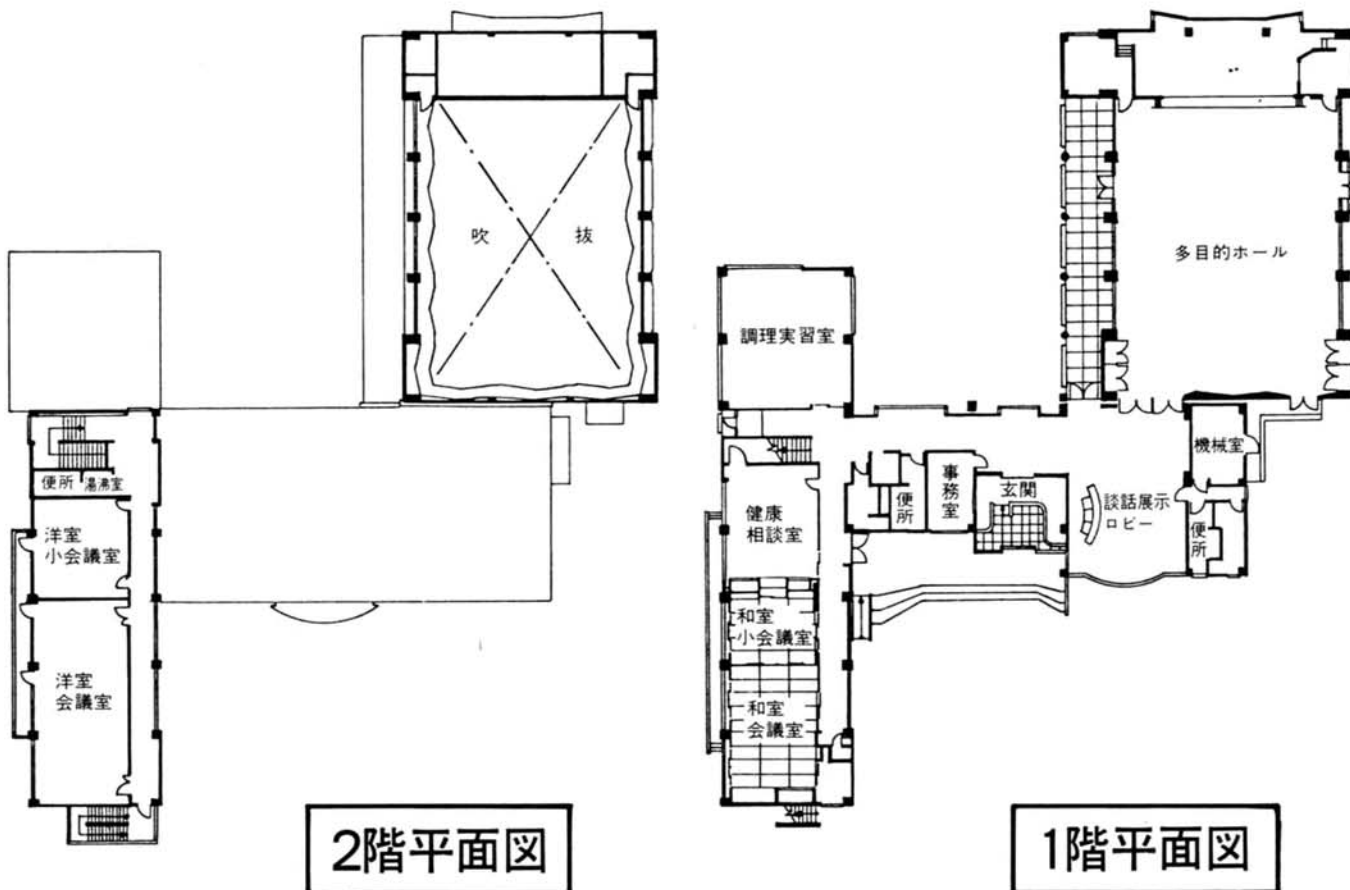 吹 抜
便所
湯沸室
洋室
小会議室
洋室
会議室
2階平面図
多目的ホール
調理実習室
機械室
事務室
便所
玄関
談話展示
ロビー
便所
健康
相談室
和室
小会議室
和室
会議室
1階平面図